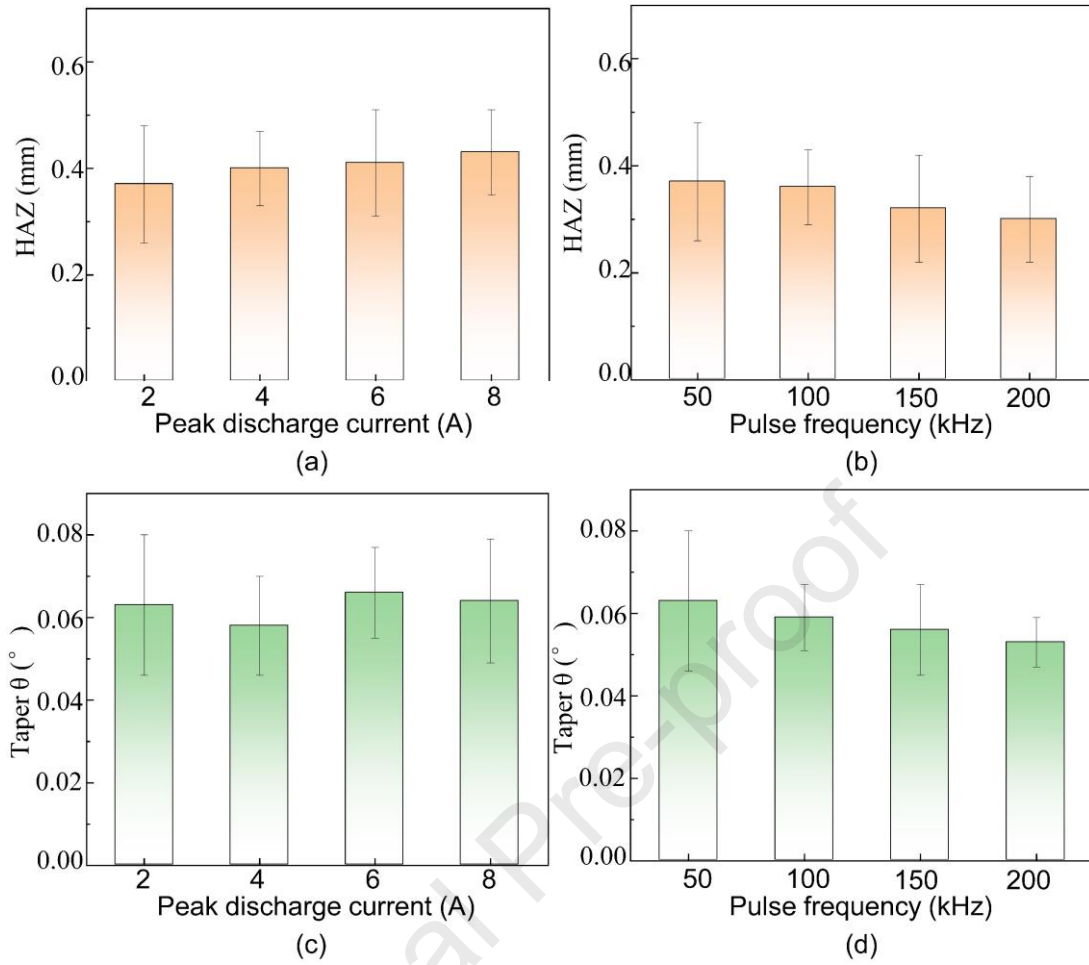 0.6
0.4
0.2
0.0
HAZ (mm)
2 4 6 8
Peak discharge current (A)
(a)
0.6
0.4
0.2
0.0
HAZ (mm)
50 100 150 200
Pulse frequency (kHz)
(b)
0.08
0.06
0.04
0.02
0.00
Taper θ (°)
2 4 6 8
Peak discharge current (A)
(c)
0.08
0.06
0.04
0.02
0.00
Taper θ (°)
50 100 150 200
Pulse frequency (kHz)
(d)
al Pre-proof